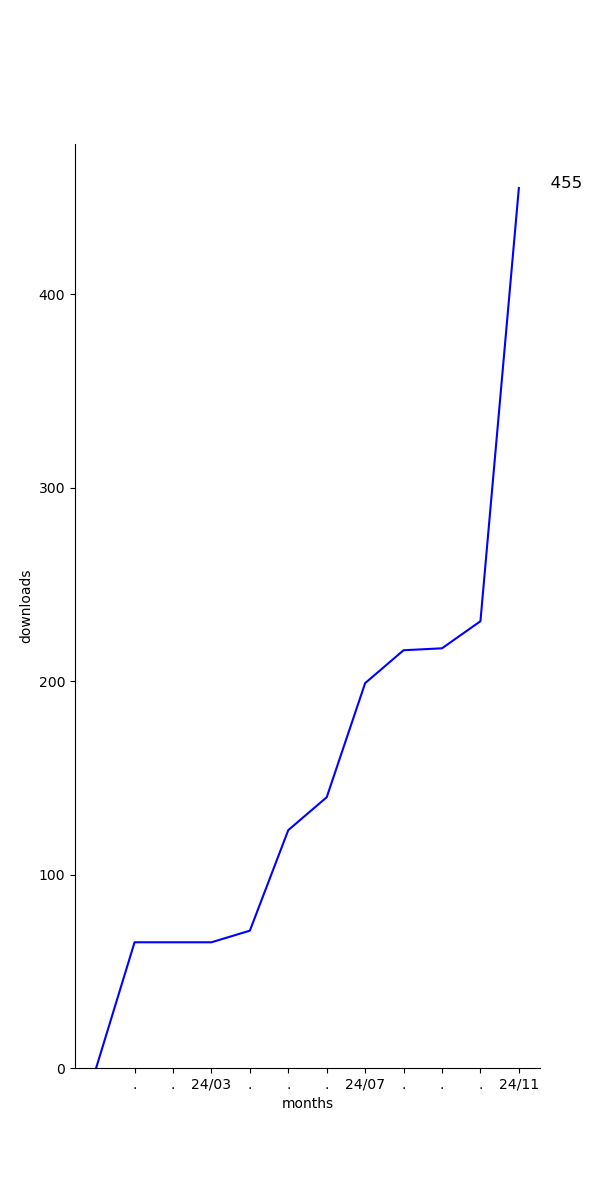 455
400
300
200
100
0
downloads
. . 24/03 . . . 24/07 . . . 24/11
months